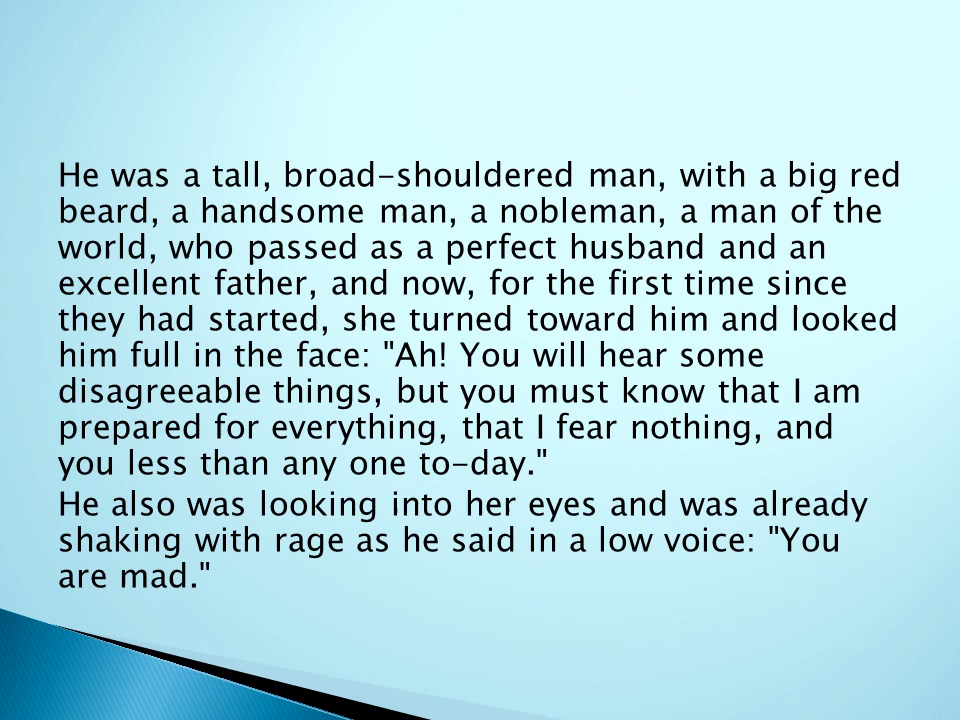 He was a tall, broad-shouldered man, with a big red
beard, a handsome man, a nobleman, a man of the
world, who passed as a perfect husband and an
excellent father, and now, for the first time since
they had started, she turned toward him and looked
him full in the face: "Ah! You will hear some
disagreeable things, but you must know that I am
prepared for everything, that I fear nothing, and
you less than any one to-day."
He also was looking into her eyes and was already
shaking with rage as he said in a low voice: "You
are mad."